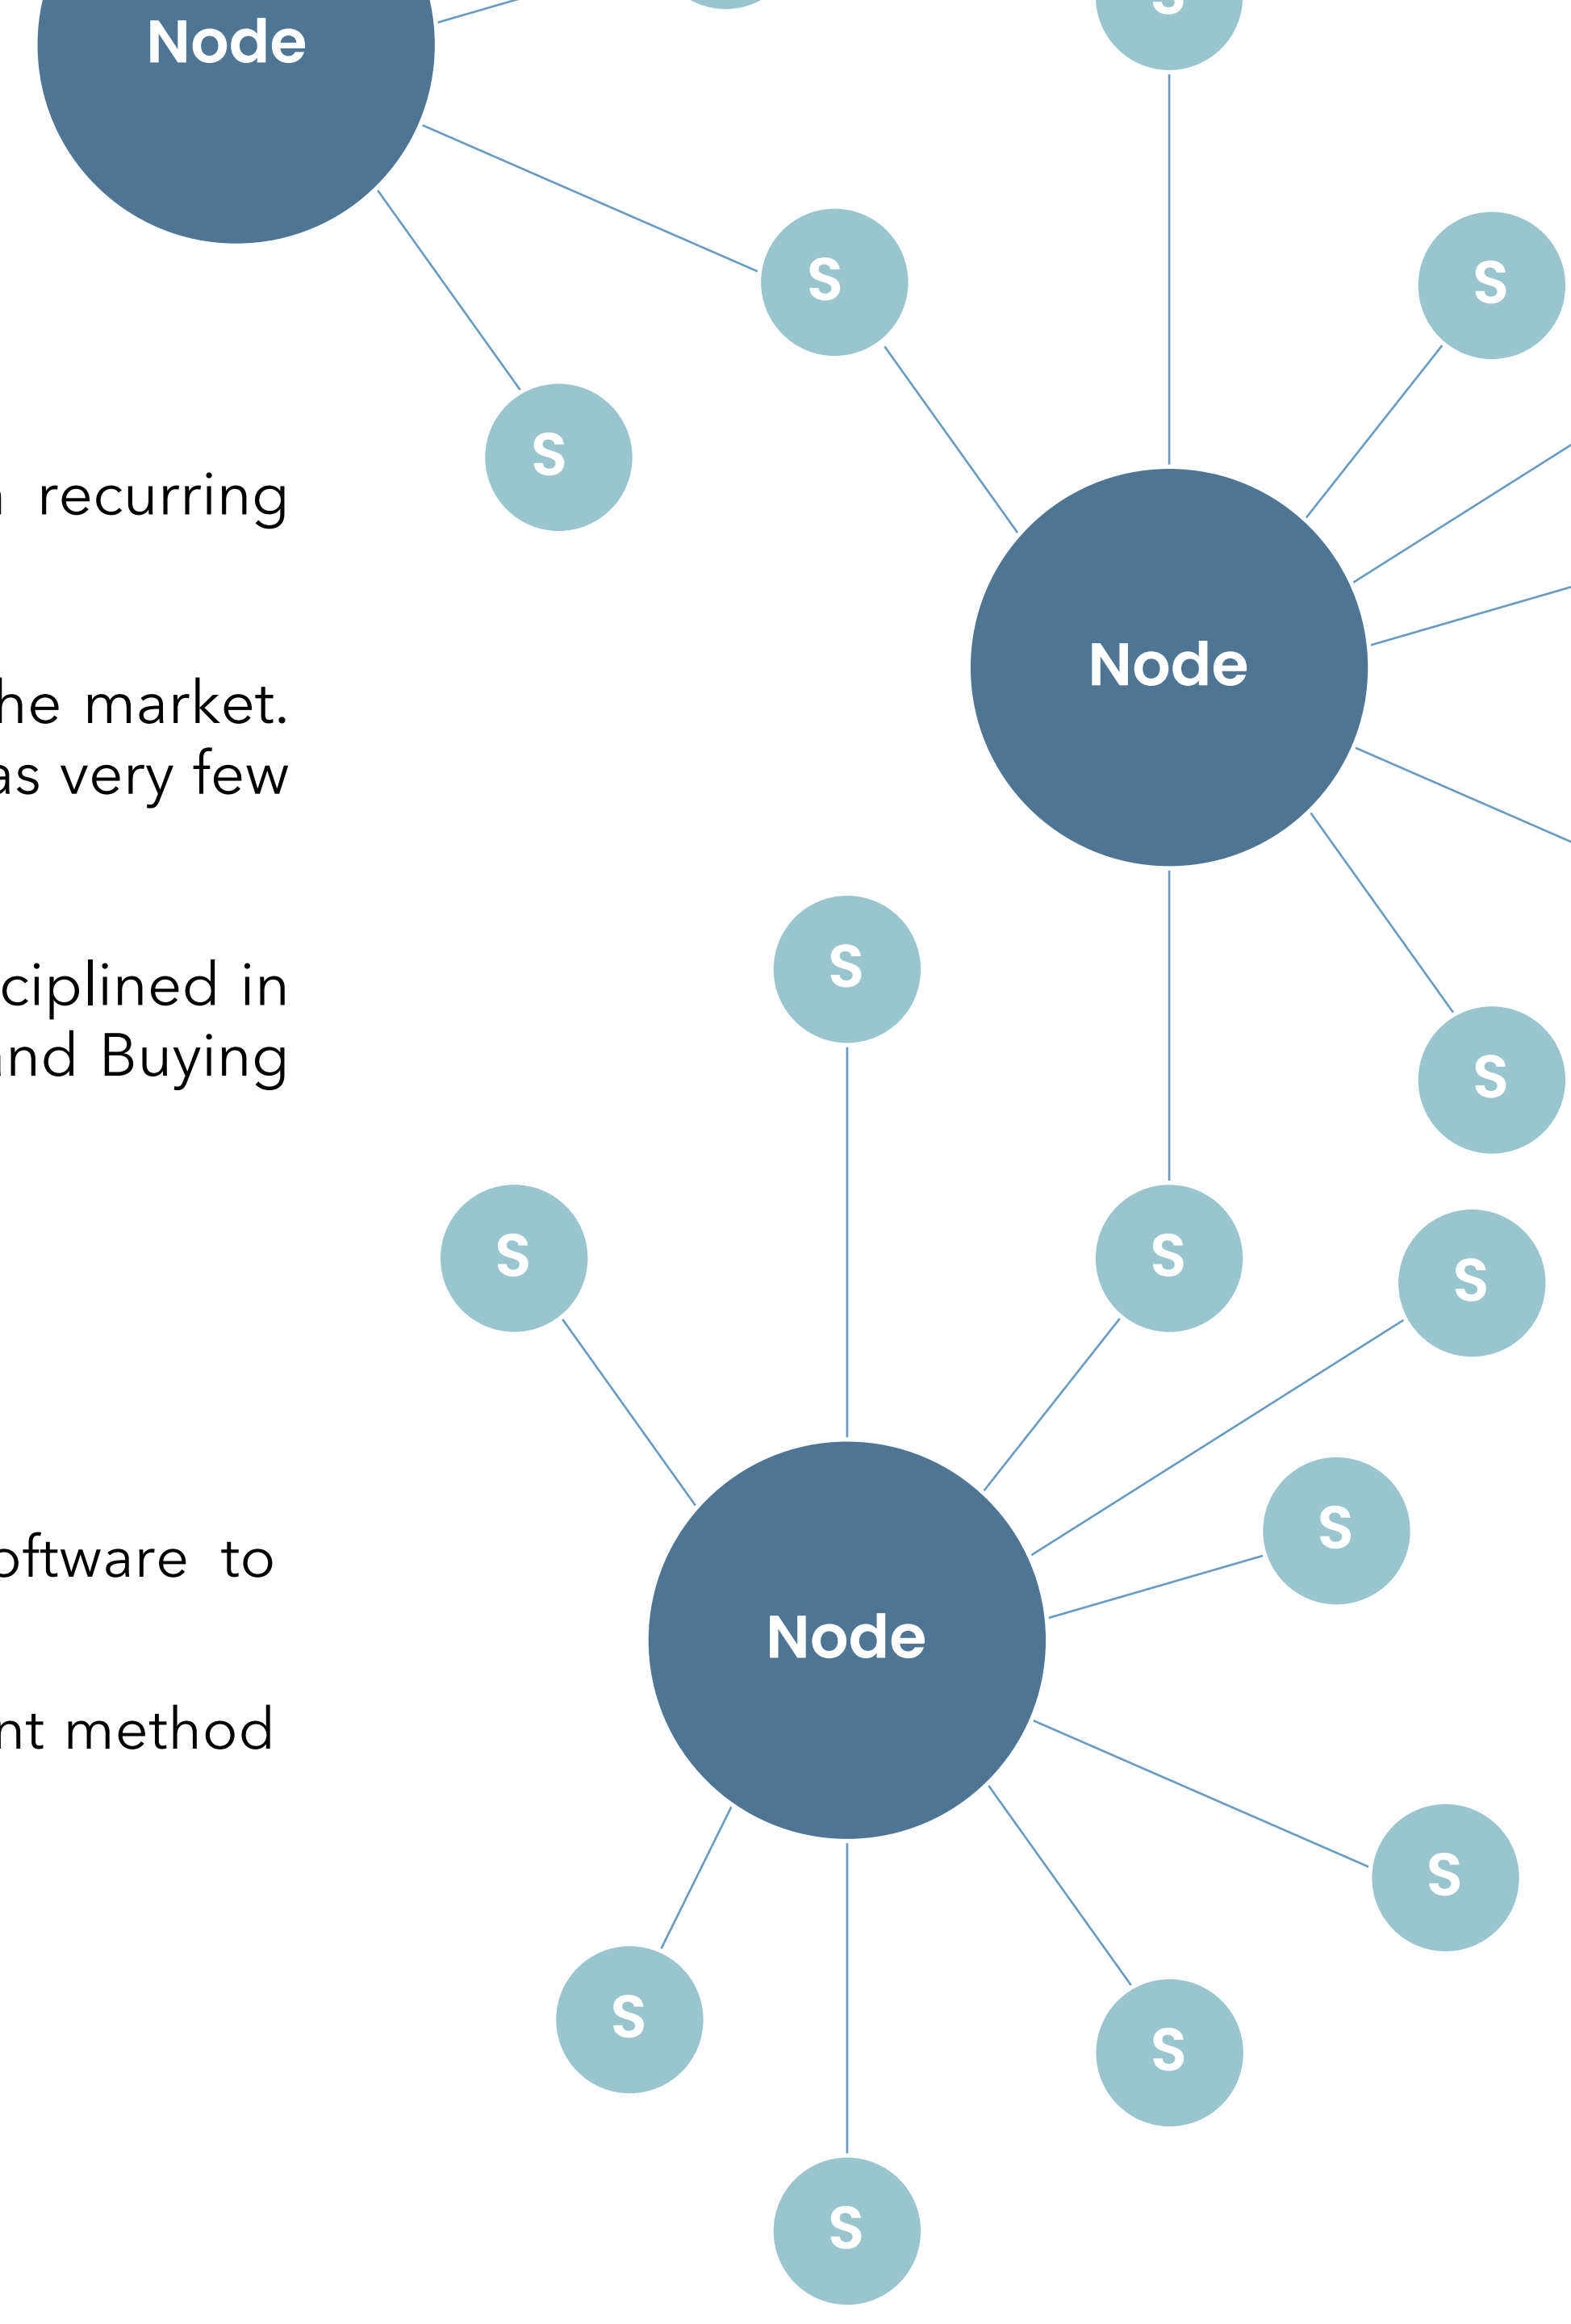 S
Node
S
S
S
recurring
Node
he market.
as very few
S
ciplined in
nd Buying
S
S
S
S
S
oftware to
Node
nt method
S
S
S
S